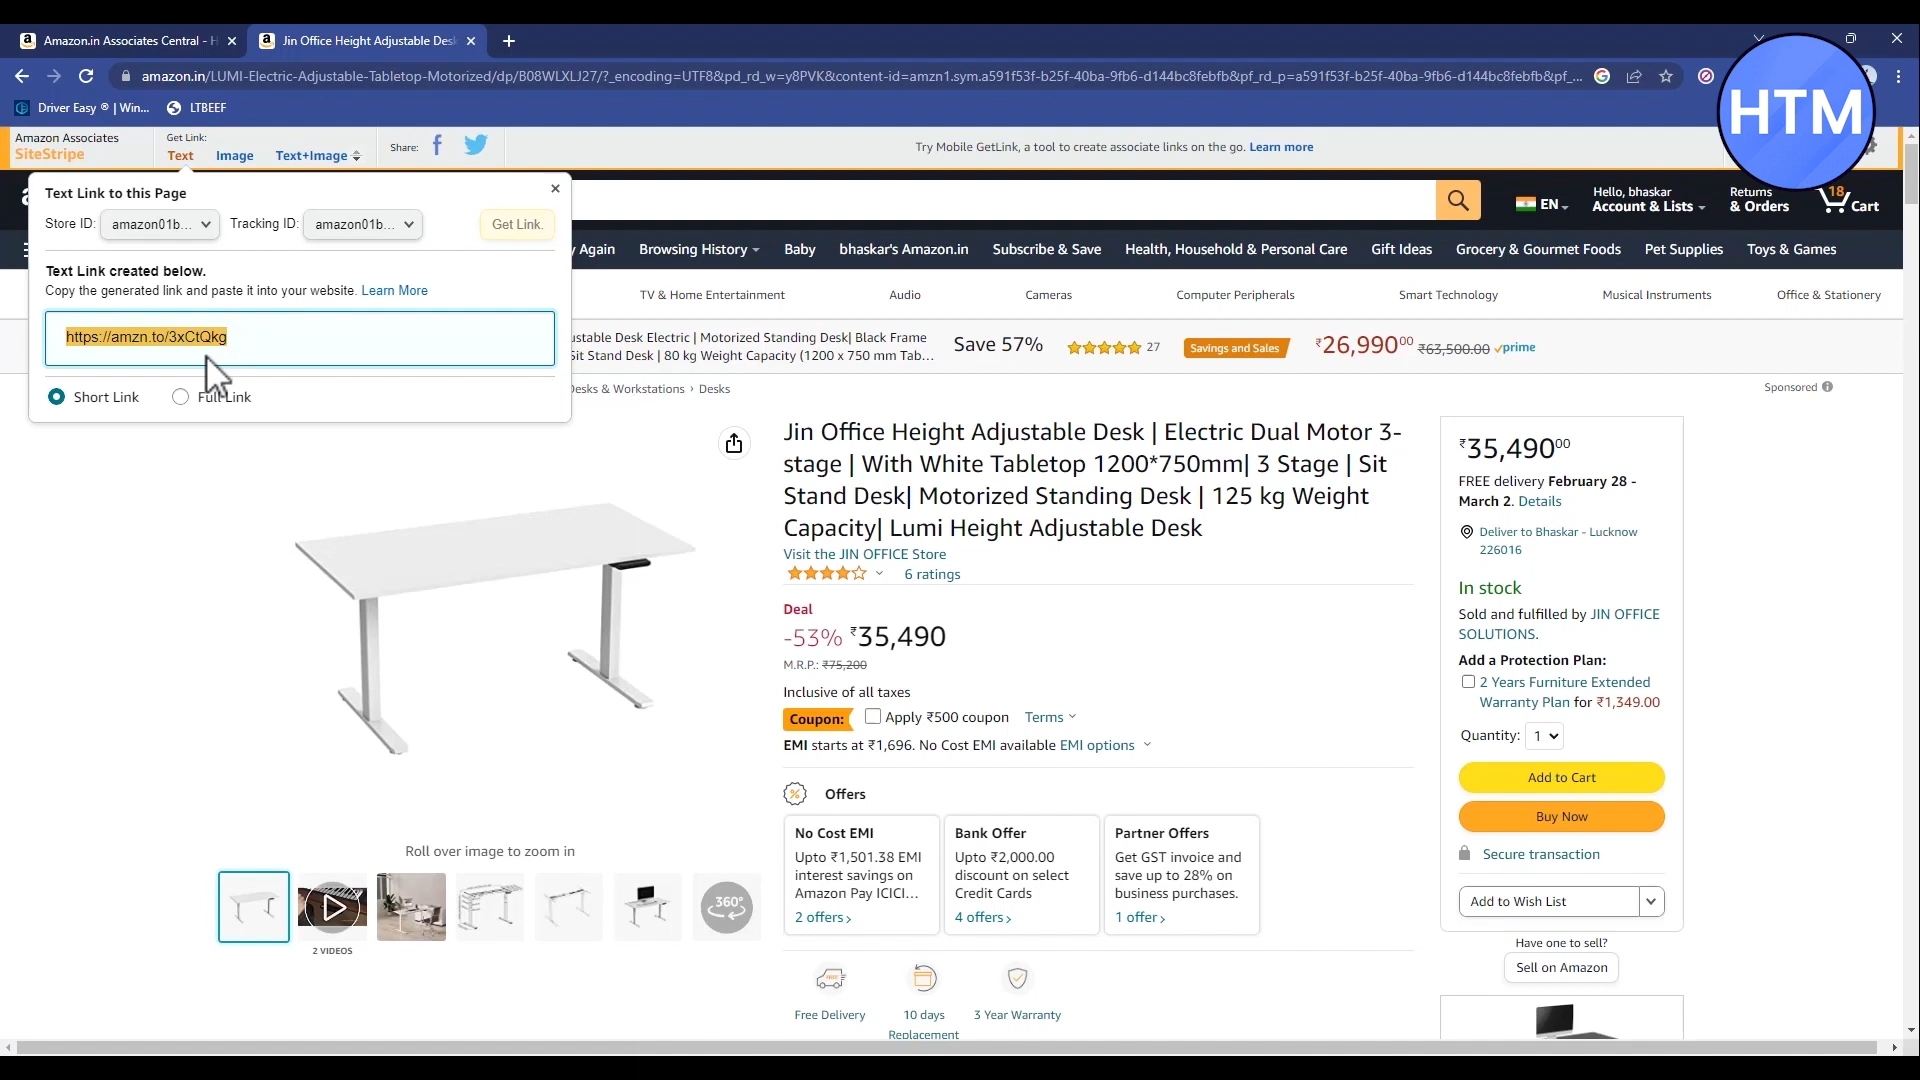 Amazon.in Associates Central - H
Jin Office Height Adjustable Desk
amazon.in/LUMI-Electric-Adjustable-Tabletop-Motorized/dp/B08WLXLJ27/?_encoding=UTF8&pd_rd_w=y8PVK&content-id=amzn1.sym.a591f53f-b25f-40ba-9fb6-d144bc8febfb&pf_rd_p=a591f53f-b25f-40ba-9fb6-d144bc8febfb&pf_...
Driver Easy ® | Win...
LTBEEF
HTM
Amazon Associates
SiteStripe
Get Link:
Text
Image
Text+Image
Share:
Try Mobile GetLink, a tool to create associate links on the go. Learn more
Text Link to this Page
Store ID: amazon01b...
Tracking ID: amazon01b...
Get Link.
Text Link created below.
Copy the generated link and paste it into your website. Learn More
https://amzn.to/3xCtQkg
Short Link
Full Link
EN
Hello, bhaskar
Account & Lists
Returns
& Orders
18
Cart
y Again
Browsing History
Baby
bhaskar's Amazon.in
Subscribe & Save
Health, Household & Personal Care
Gift Ideas
Grocery & Gourmet Foods
Pet Supplies
Toys & Games
TV & Home Entertainment
Audio
Cameras
Computer Peripherals
Smart Technology
Musical Instruments
Office & Stationery
ustable Desk Electric | Motorized Standing Desk| Black Frame
Sit Stand Desk | 80 kg Weight Capacity (1200 x 750 mm Tab...
Save 57%
27
Savings and Sales
₹26,990.00 ₹63,500.00 prime
Desks & Workstations › Desks
Sponsored
Jin Office Height Adjustable Desk | Electric Dual Motor 3-
stage | With White Tabletop 1200*750mm| 3 Stage | Sit
Stand Desk| Motorized Standing Desk | 125 kg Weight
Capacity| Lumi Height Adjustable Desk
Visit the JIN OFFICE Store
6 ratings
Deal
-53% ₹35,490
M.R.P.: ₹75,200
Inclusive of all taxes
Coupon: Apply ₹500 coupon Terms
EMI starts at ₹1,696. No Cost EMI available EMI options
Offers
No Cost EMI
Upto ₹1,501.38 EMI
interest savings on
Amazon Pay ICICI...
2 offers›
Bank Offer
Upto ₹2,000.00
discount on select
Credit Cards
4 offers›
Partner Offers
Get GST invoice and
save up to 28% on
business purchases.
1 offer›
Free Delivery
10 days
Replacement
3 Year Warranty
Roll over image to zoom in
2 VIDEOS
360°
₹35,490.00
FREE delivery February 28 -
March 2. Details
Deliver to Bhaskar - Lucknow
226016
In stock
Sold and fulfilled by JIN OFFICE
SOLUTIONS.
Add a Protection Plan:
2 Years Furniture Extended
Warranty Plan for ₹1,349.00
Quantity: 1
Add to Cart
Buy Now
Secure transaction
Add to Wish List
Have one to sell?
Sell on Amazon